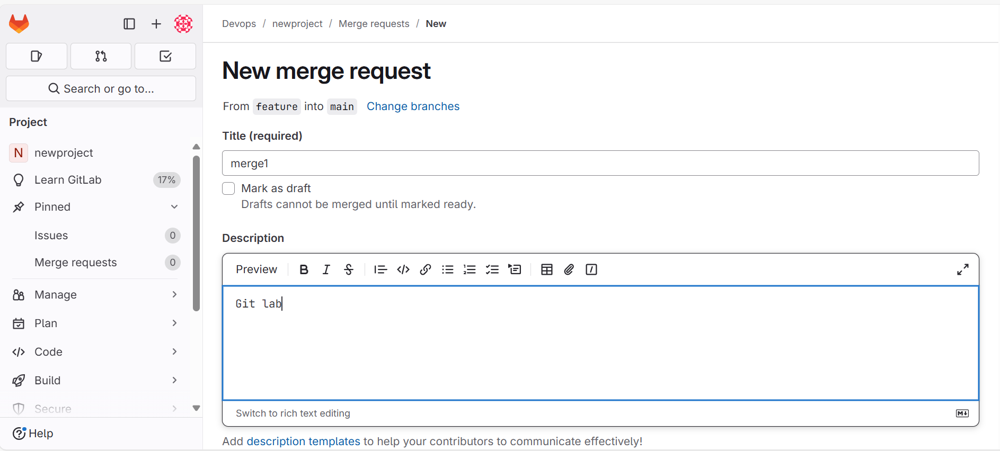 Search or go to...
Project
N newproject
Learn GitLab 17%
Pinned
Issues 0
Merge requests 0
Manage
Plan
Code
Build
Secure
Help
Devops / newproject / Merge requests / New
New merge request
From feature into main Change branches
Title (required)
merge1
Mark as draft
Drafts cannot be merged until marked ready.
Description
Preview B I S
Git lab
Switch to rich text editing
Add description templates to help your contributors to communicate effectively!